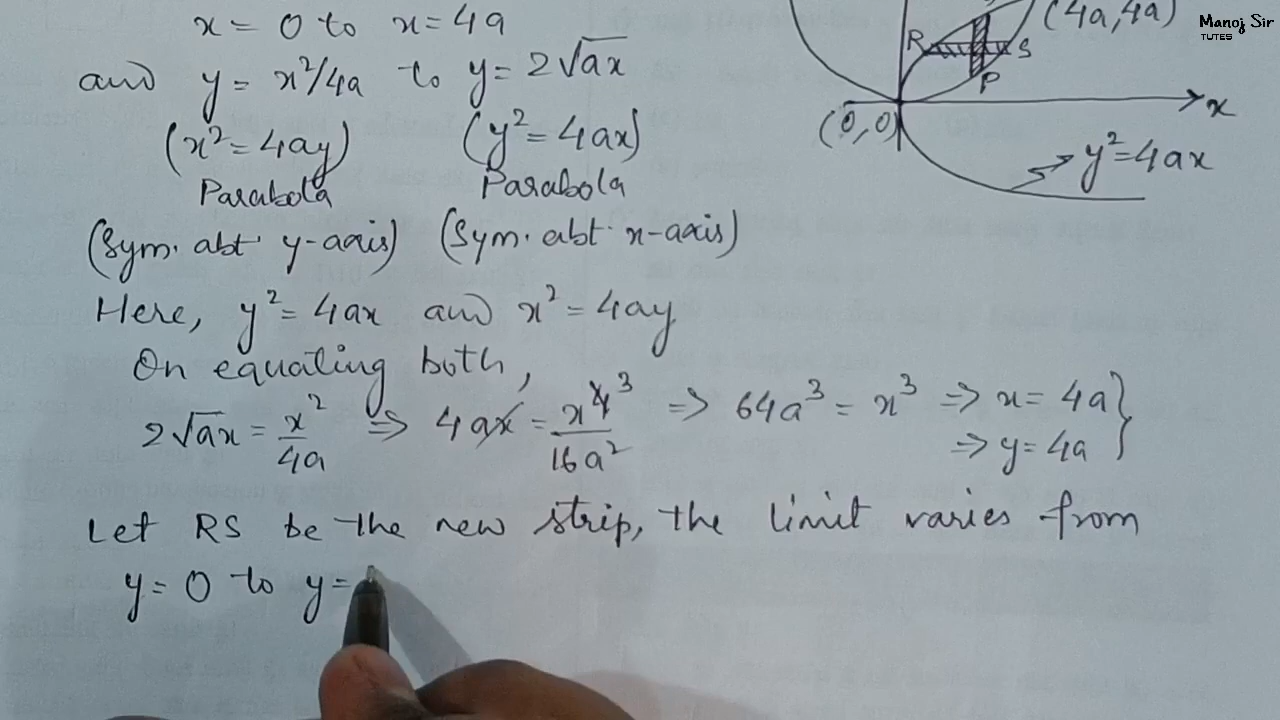 x = 0 to x = 4a
and y = x²/4a to y = 2√ax
(x² = 4ay) (y² = 4ax)
Parabola Parabola
(Sym. abt. y-axis) (Sym. abt. x-axis)
Here, y² = 4ax and x² = 4ay
On equating both,
2√ax = x²/4a ⇒ 4ax = x⁴ ³/16a² ⇒ 64a³ = x³ ⇒ x = 4a}
⇒ y = 4a
Let RS be the new strip, the limit varies from
y = 0 to y =
(4a, 4a)
R S
P
x
(0, 0)
y² = 4ax
Manoj Sir
TUTES